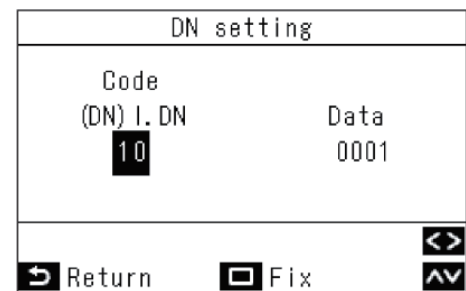 DN setting
Code
(DN) I.DN Data
10 0001
Return Fix